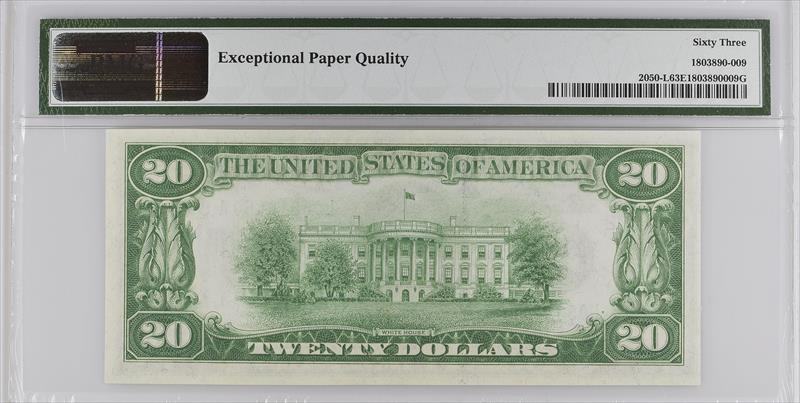 Exceptional Paper Quality
Sixty Three
1803890-009
2050-L63E1803890009G
20 THE UNITED STATES OF AMERICA 20
WHITE HOUSE
20 TWENTY DOLLARS 20